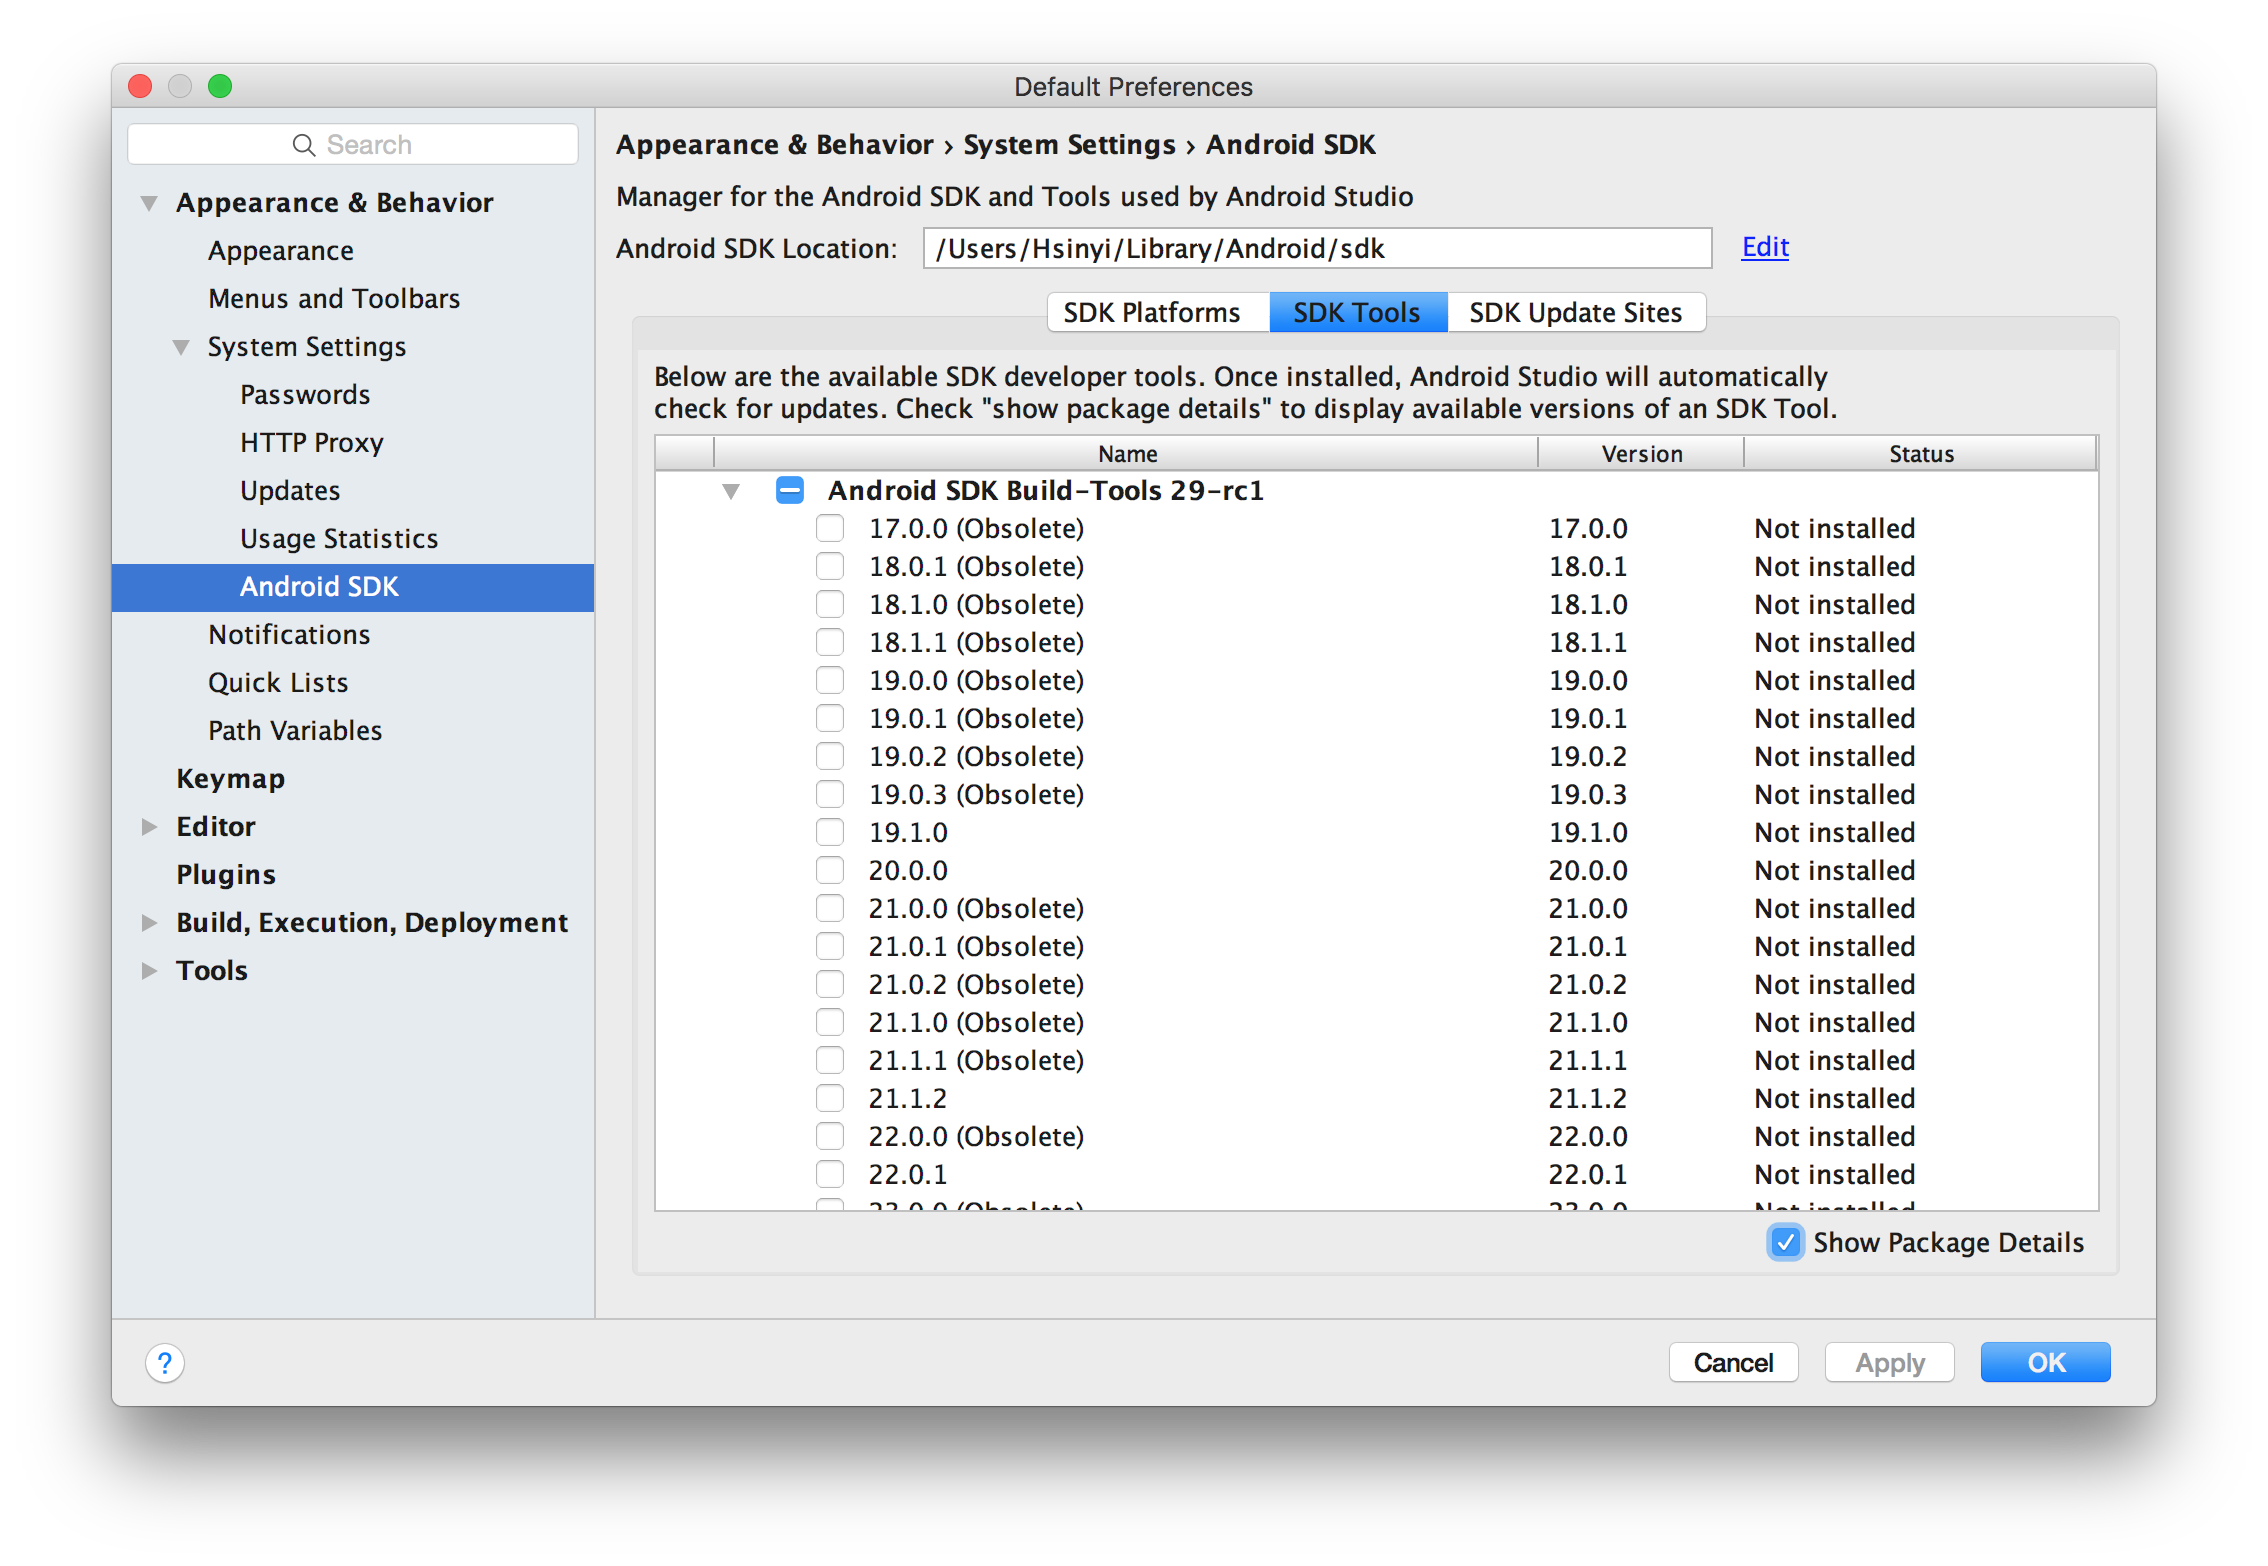 Default Preferences
Search
Appearance & Behavior
Appearance
Menus and Toolbars
System Settings
Passwords
HTTP Proxy
Updates
Usage Statistics
Android SDK
Notifications
Quick Lists
Path Variables
Keymap
Editor
Plugins
Build, Execution, Deployment
Tools
Appearance & Behavior › System Settings › Android SDK
Manager for the Android SDK and Tools used by Android Studio
Android SDK Location: /Users/Hsinyi/Library/Android/sdk Edit
SDK Platforms SDK Tools SDK Update Sites
Below are the available SDK developer tools. Once installed, Android Studio will automatically
check for updates. Check "show package details" to display available versions of an SDK Tool.
Name Version Status
Android SDK Build-Tools 29-rc1
17.0.0 (Obsolete) 17.0.0 Not installed
18.0.1 (Obsolete) 18.0.1 Not installed
18.1.0 (Obsolete) 18.1.0 Not installed
18.1.1 (Obsolete) 18.1.1 Not installed
19.0.0 (Obsolete) 19.0.0 Not installed
19.0.1 (Obsolete) 19.0.1 Not installed
19.0.2 (Obsolete) 19.0.2 Not installed
19.0.3 (Obsolete) 19.0.3 Not installed
19.1.0 19.1.0 Not installed
20.0.0 20.0.0 Not installed
21.0.0 (Obsolete) 21.0.0 Not installed
21.0.1 (Obsolete) 21.0.1 Not installed
21.0.2 (Obsolete) 21.0.2 Not installed
21.1.0 (Obsolete) 21.1.0 Not installed
21.1.1 (Obsolete) 21.1.1 Not installed
21.1.2 21.1.2 Not installed
22.0.0 (Obsolete) 22.0.0 Not installed
22.0.1 22.0.1 Not installed
23.0.0 (Obsolete) 23.0.0 Not installed
Show Package Details
?
Cancel Apply OK